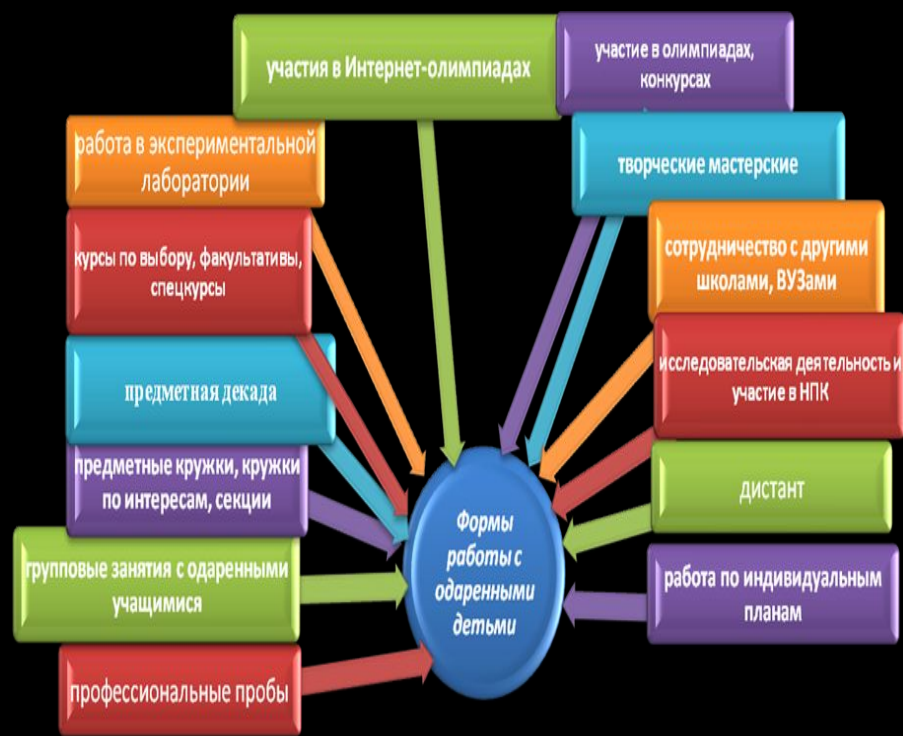 участия в Интернет-олимпиадах
участие в олимпиадах,
конкурсах
работа в экспериментальной
лаборатории
творческие мастерские
курсы по выбору, факультативы,
спецкурсы
сотрудничество с другими
школами, ВУЗами
предметная декада
исследовательская деятельность и
участие в НПК
предметные кружки, кружки
по интересам, секции
дистант
групповые занятия с одаренными
учащимися
работа по индивидуальным
планам
профессиональные пробы
Формы
работы с
одаренными
детьми